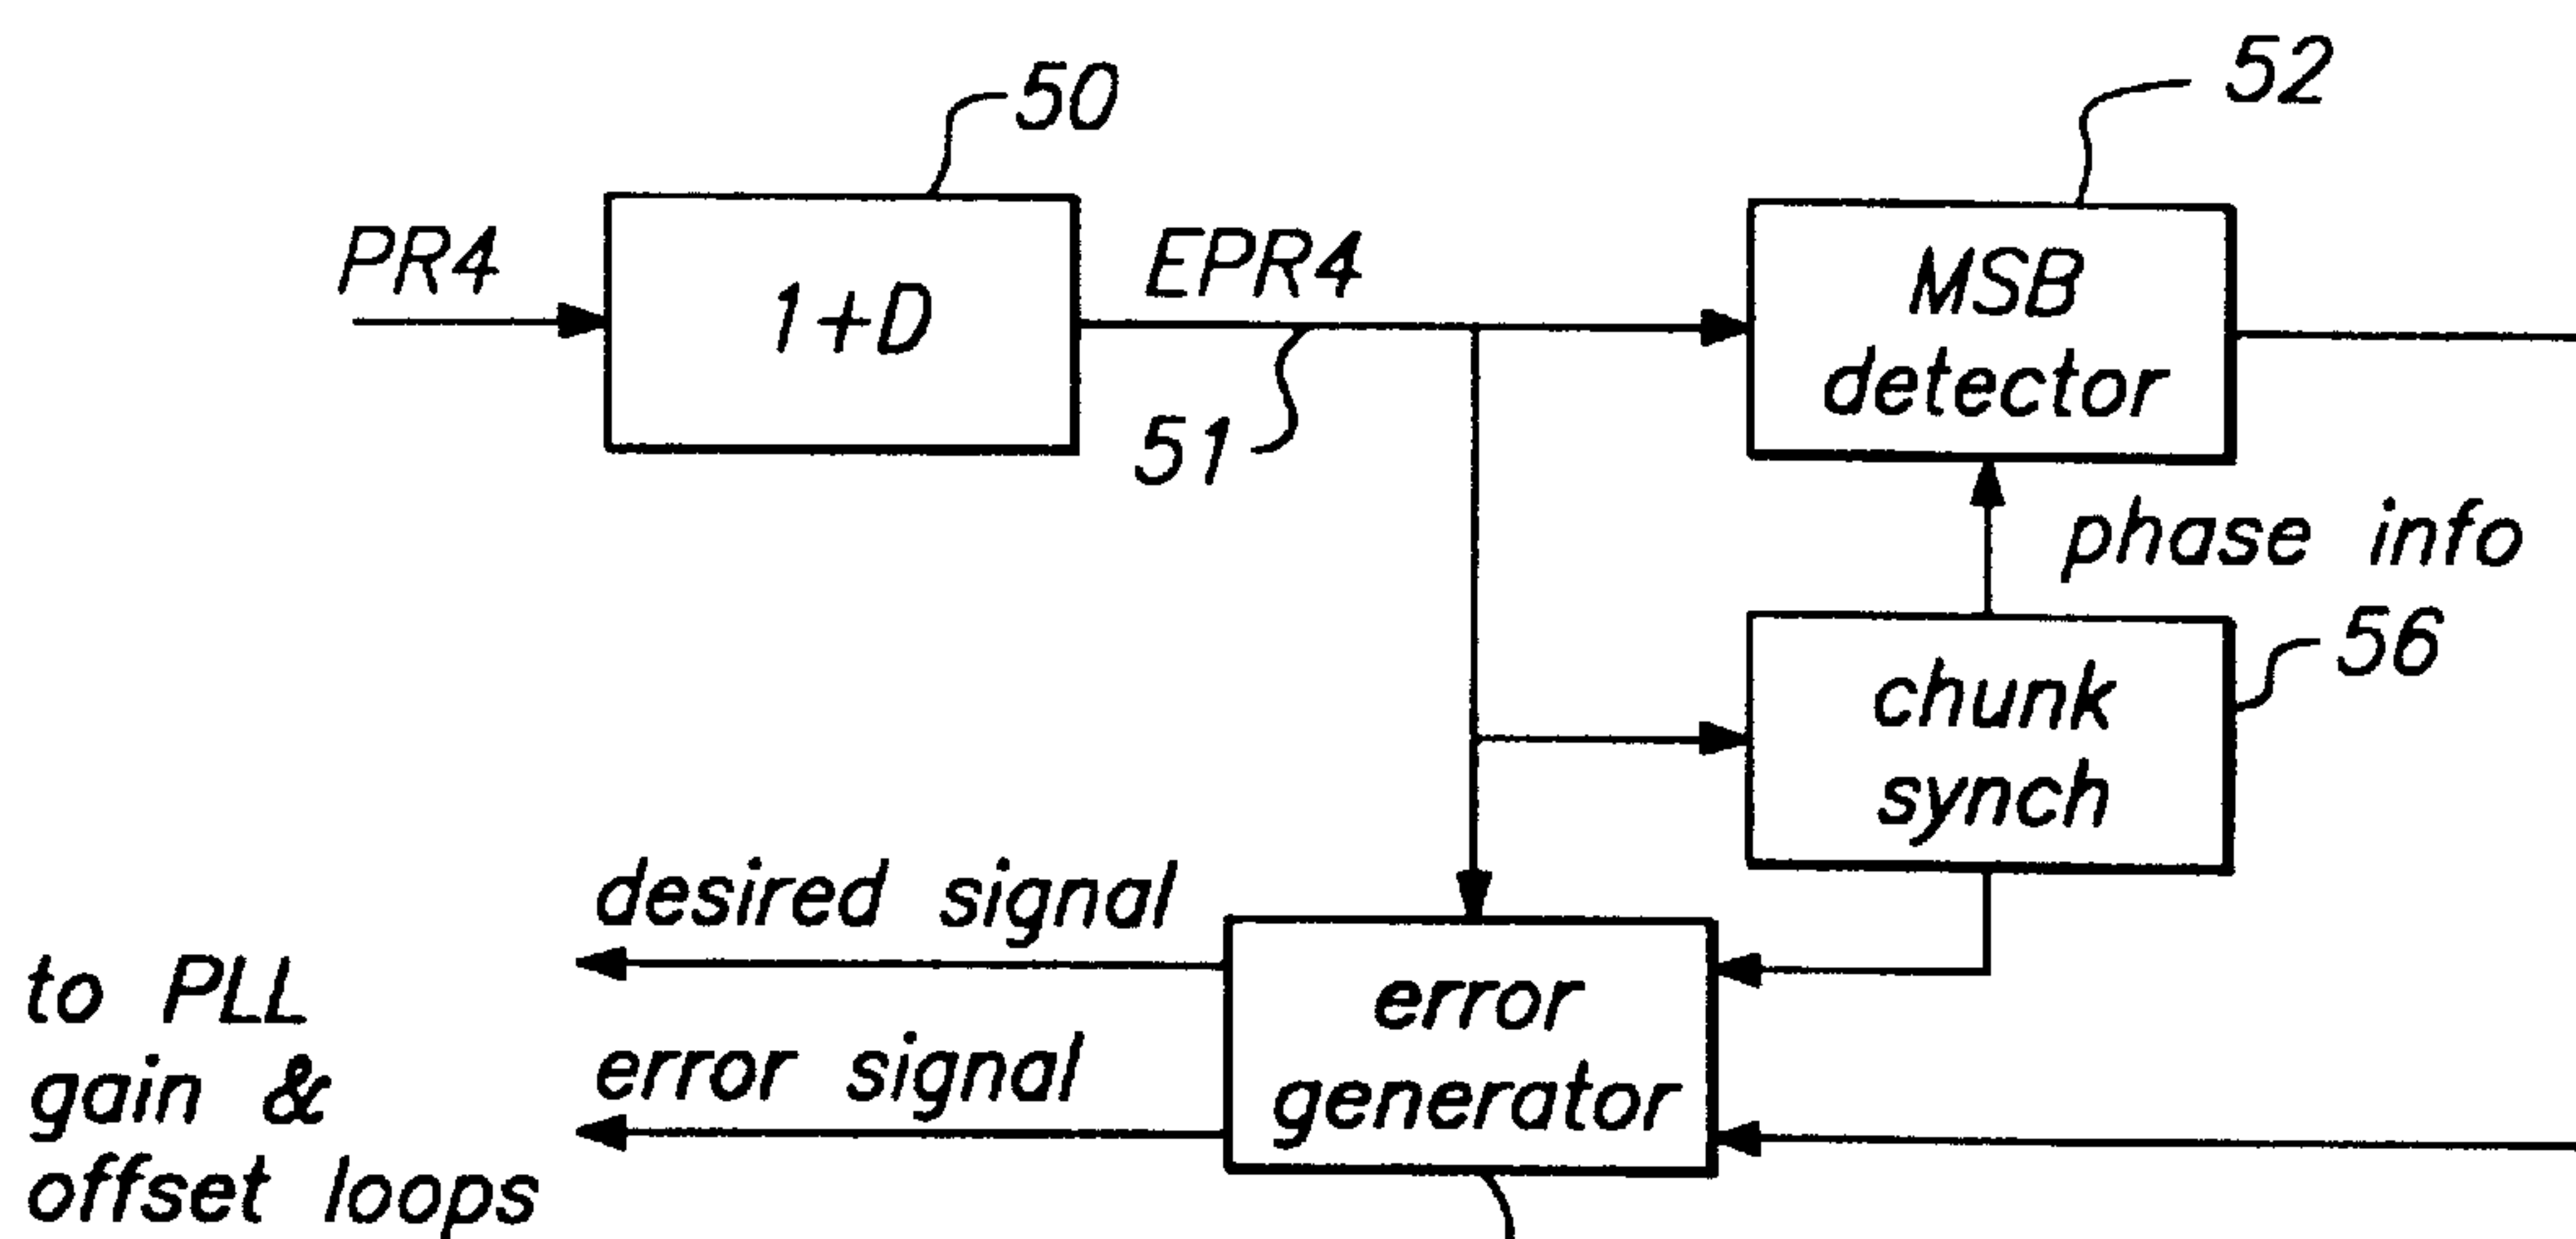 50
52
PR4
1+D
EPR4
51
MSB
detector
phase info
56
chunk
synch
desired signal
error signal
to PLL
gain &
offset loops
error
generator